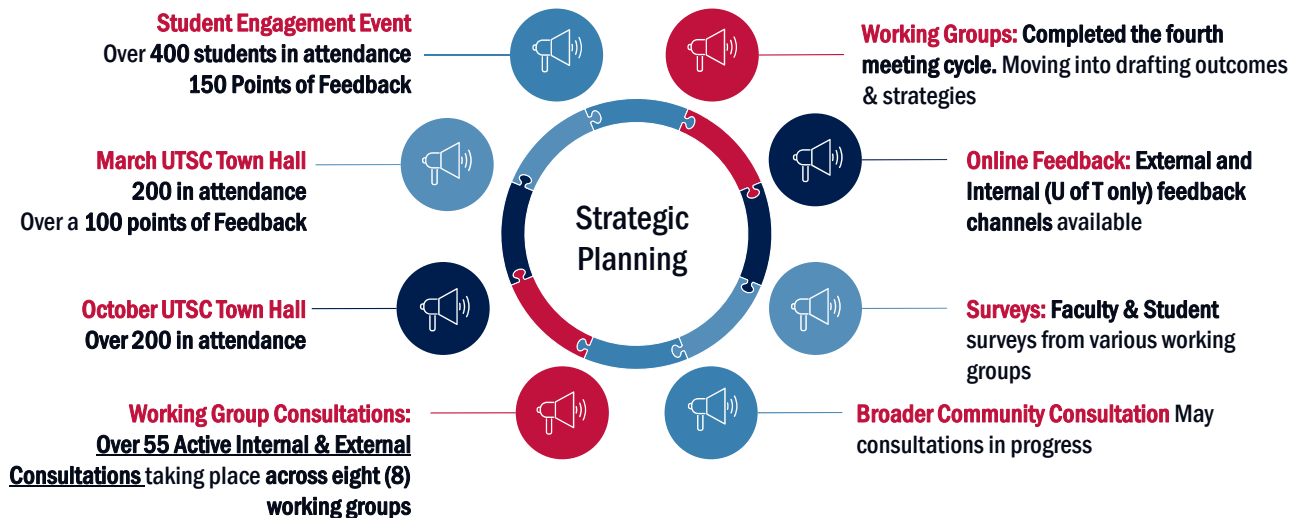 Student Engagement Event
Over 400 students in attendance
150 Points of Feedback
March UTSC Town Hall
200 in attendance
Over a 100 points of Feedback
October UTSC Town Hall
Over 200 in attendance
Working Group Consultations:
Over 55 Active Internal & External
Consultations taking place across eight (8)
working groups
Strategic
Planning
Working Groups: Completed the fourth
meeting cycle. Moving into drafting outcomes
& strategies
Online Feedback: External and
Internal (U of T only) feedback
channels available
Surveys: Faculty & Student
surveys from various working
groups
Broader Community Consultation May
consultations in progress